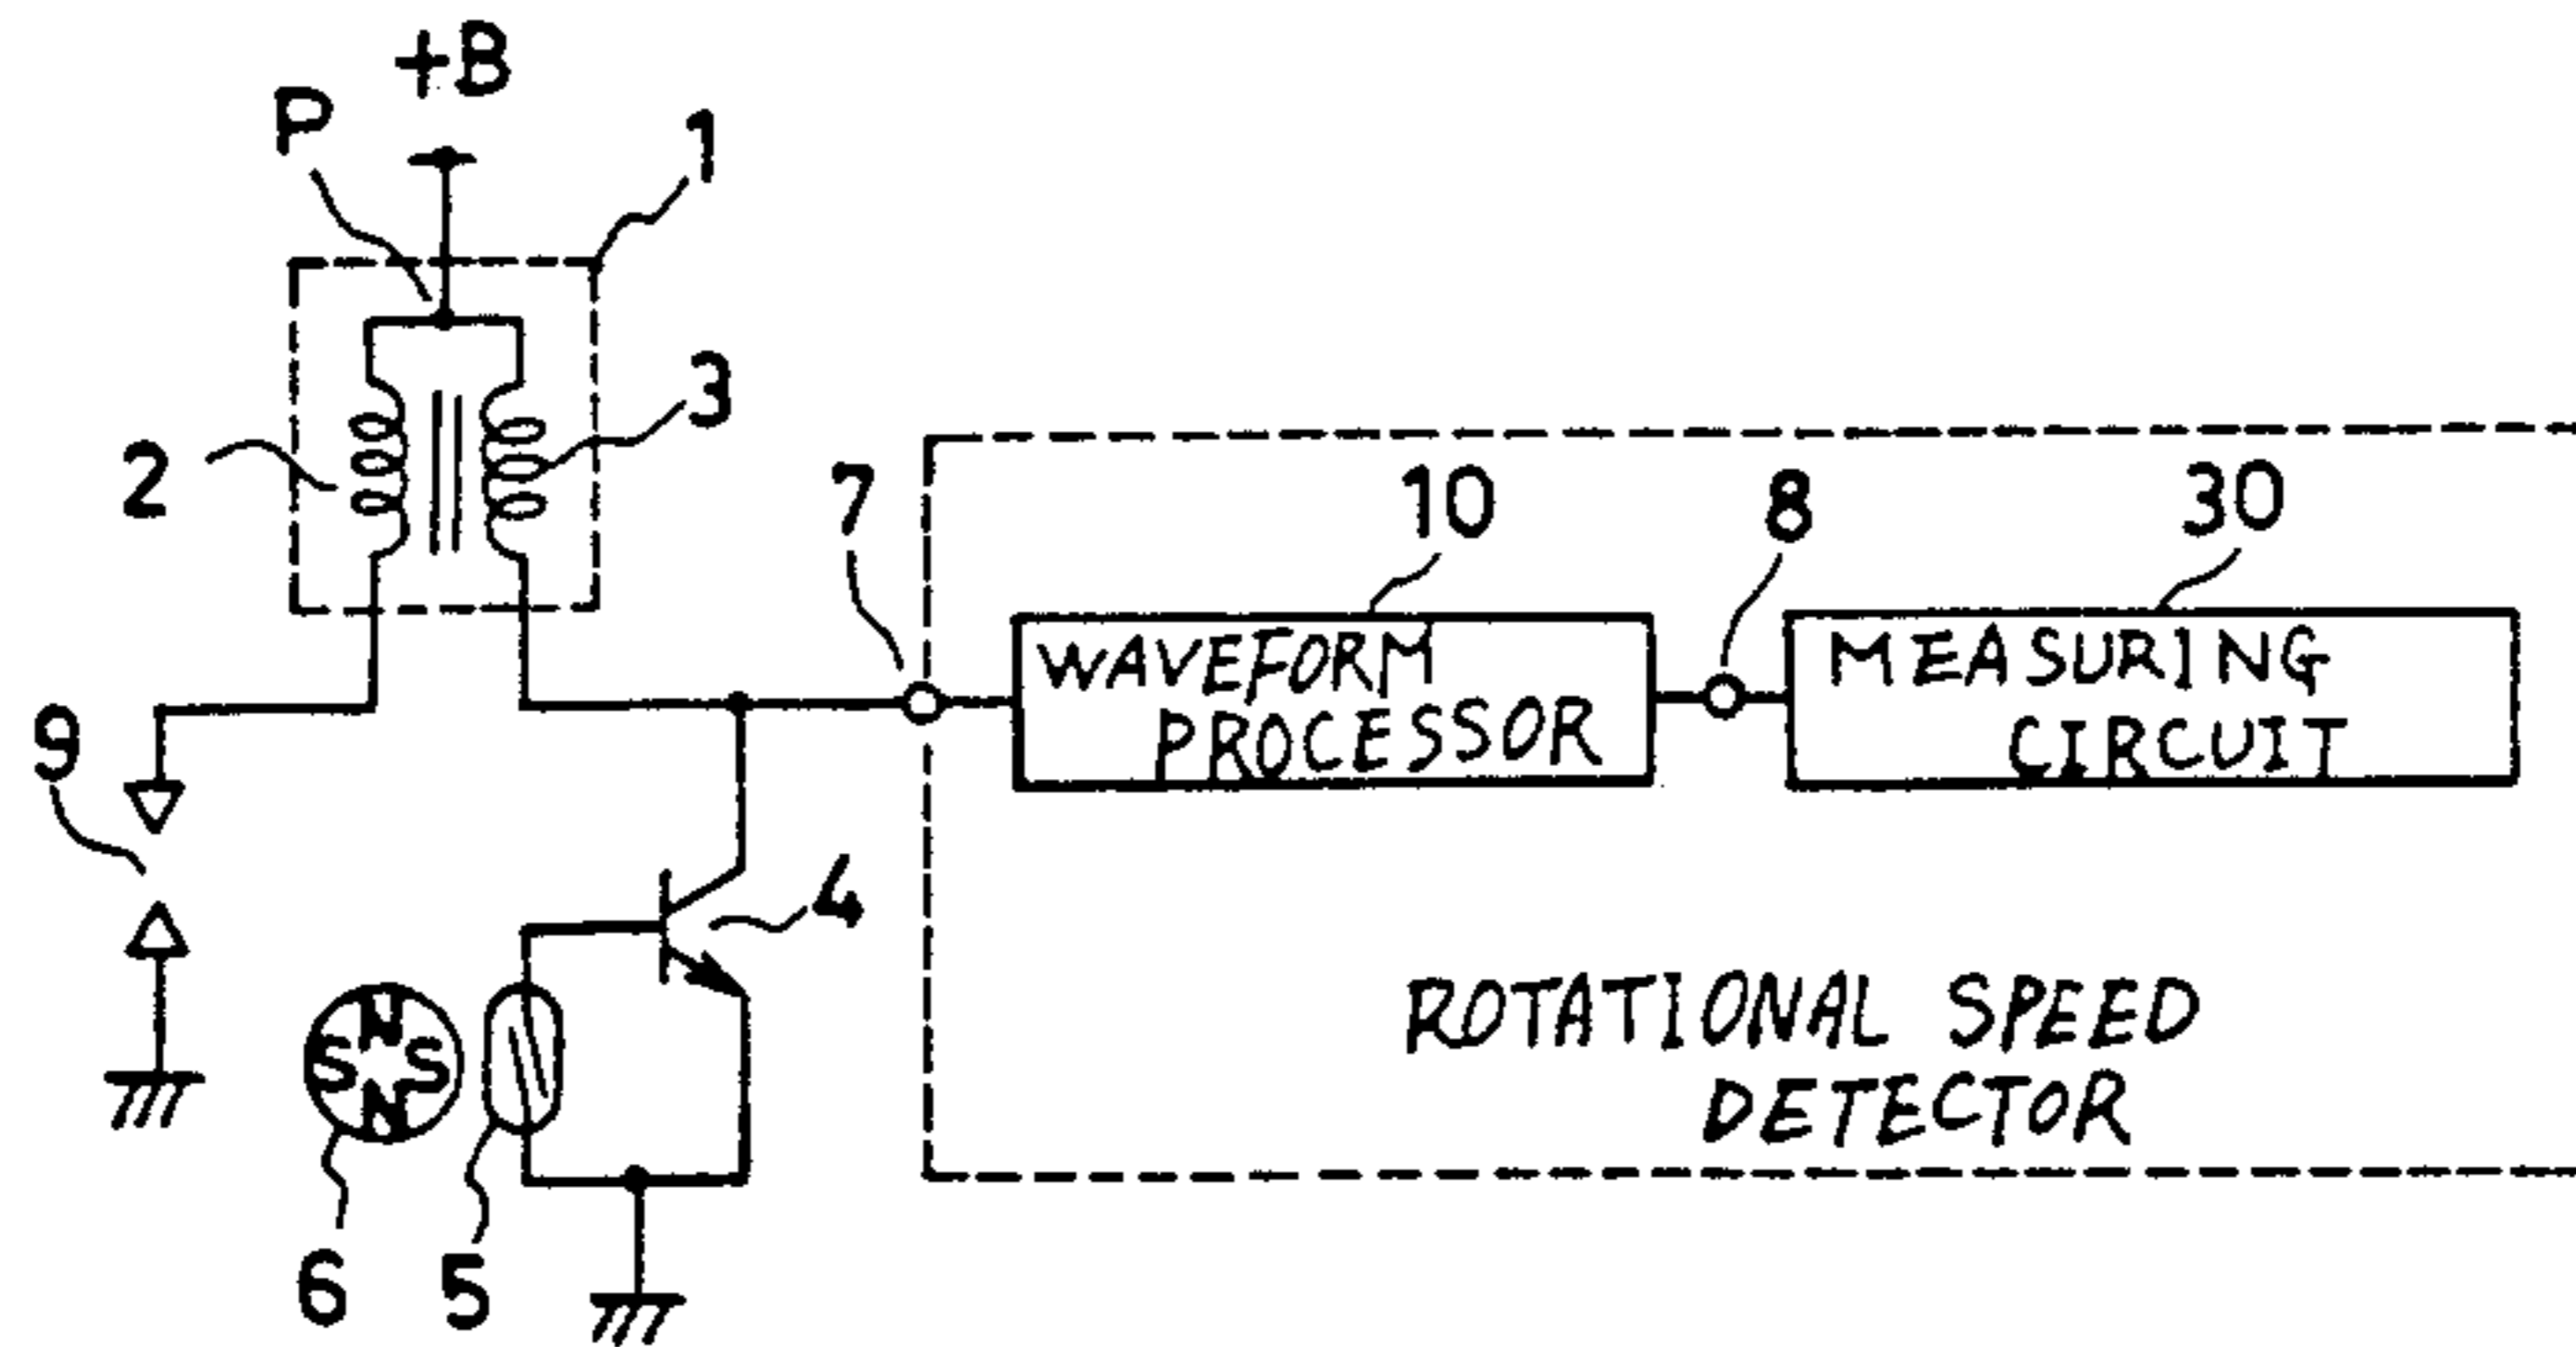 +B
P
1
2
3
7
10
8
30
WAVEFORM
PROCESSOR
MEASURING
CIRCUIT
9
4
N
S S
N
6
5
ROTATIONAL SPEED
DETECTOR